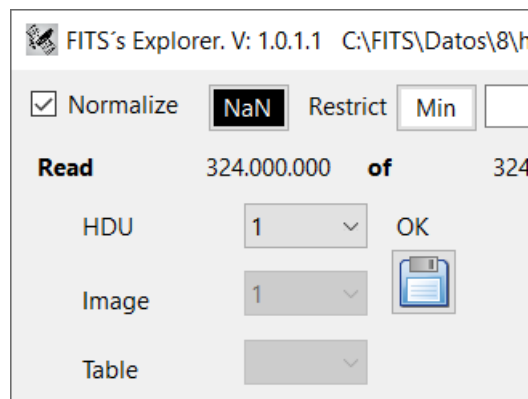 FITS´s Explorer. V: 1.0.1.1 C:\FITS\Datos\8\h
Normalize NaN Restrict Min
Read 324.000.000 of 324
HDU 1 OK
Image 1
Table